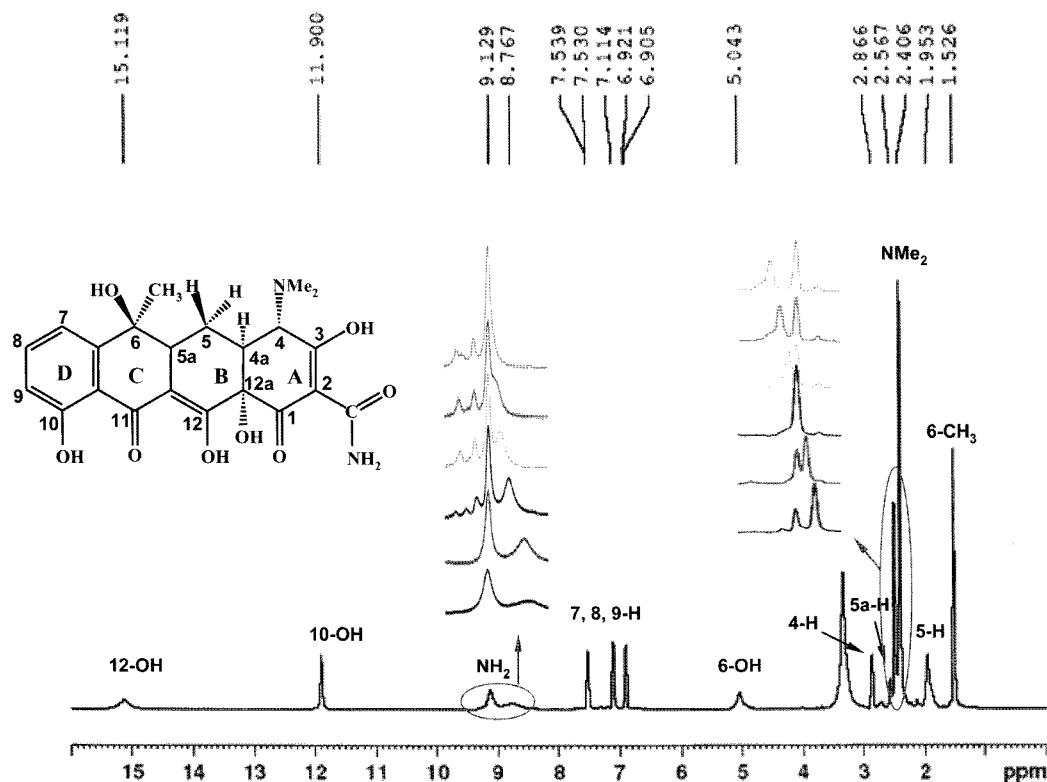 15.119 11.900 9.129 8.767 7.539 7.530 7.114 6.921 6.905 5.043 2.866 2.567 2.406 1.953 1.526
NMe2
HO CH3 H H NMe2
7 6 5 H 4 3 OH
8 5a 4a
D C B A
12a 2 O
9
10 11 12 1 C
OH O OH OH O NH2
6-CH3
7, 8, 9-H
5a-H
4-H 5-H
12-OH 10-OH NH2 6-OH
15 14 13 12 11 10 9 8 7 6 5 4 3 2 ppm